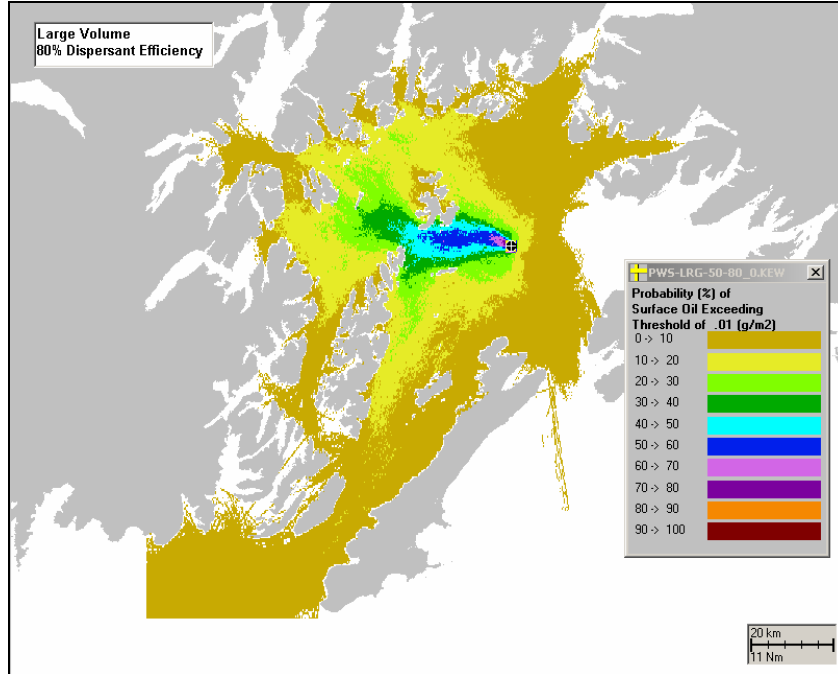 Large Volume
80% Dispersant Efficiency
PWS-LRG-50-80_0.KEW
Probability (%) of
Surface Oil Exceeding
Threshold of .01 (g/m2)
0 -> 10
10 -> 20
20 -> 30
30 -> 40
40 -> 50
50 -> 60
60 -> 70
70 -> 80
80 -> 90
90 -> 100
20 km
11 Nm